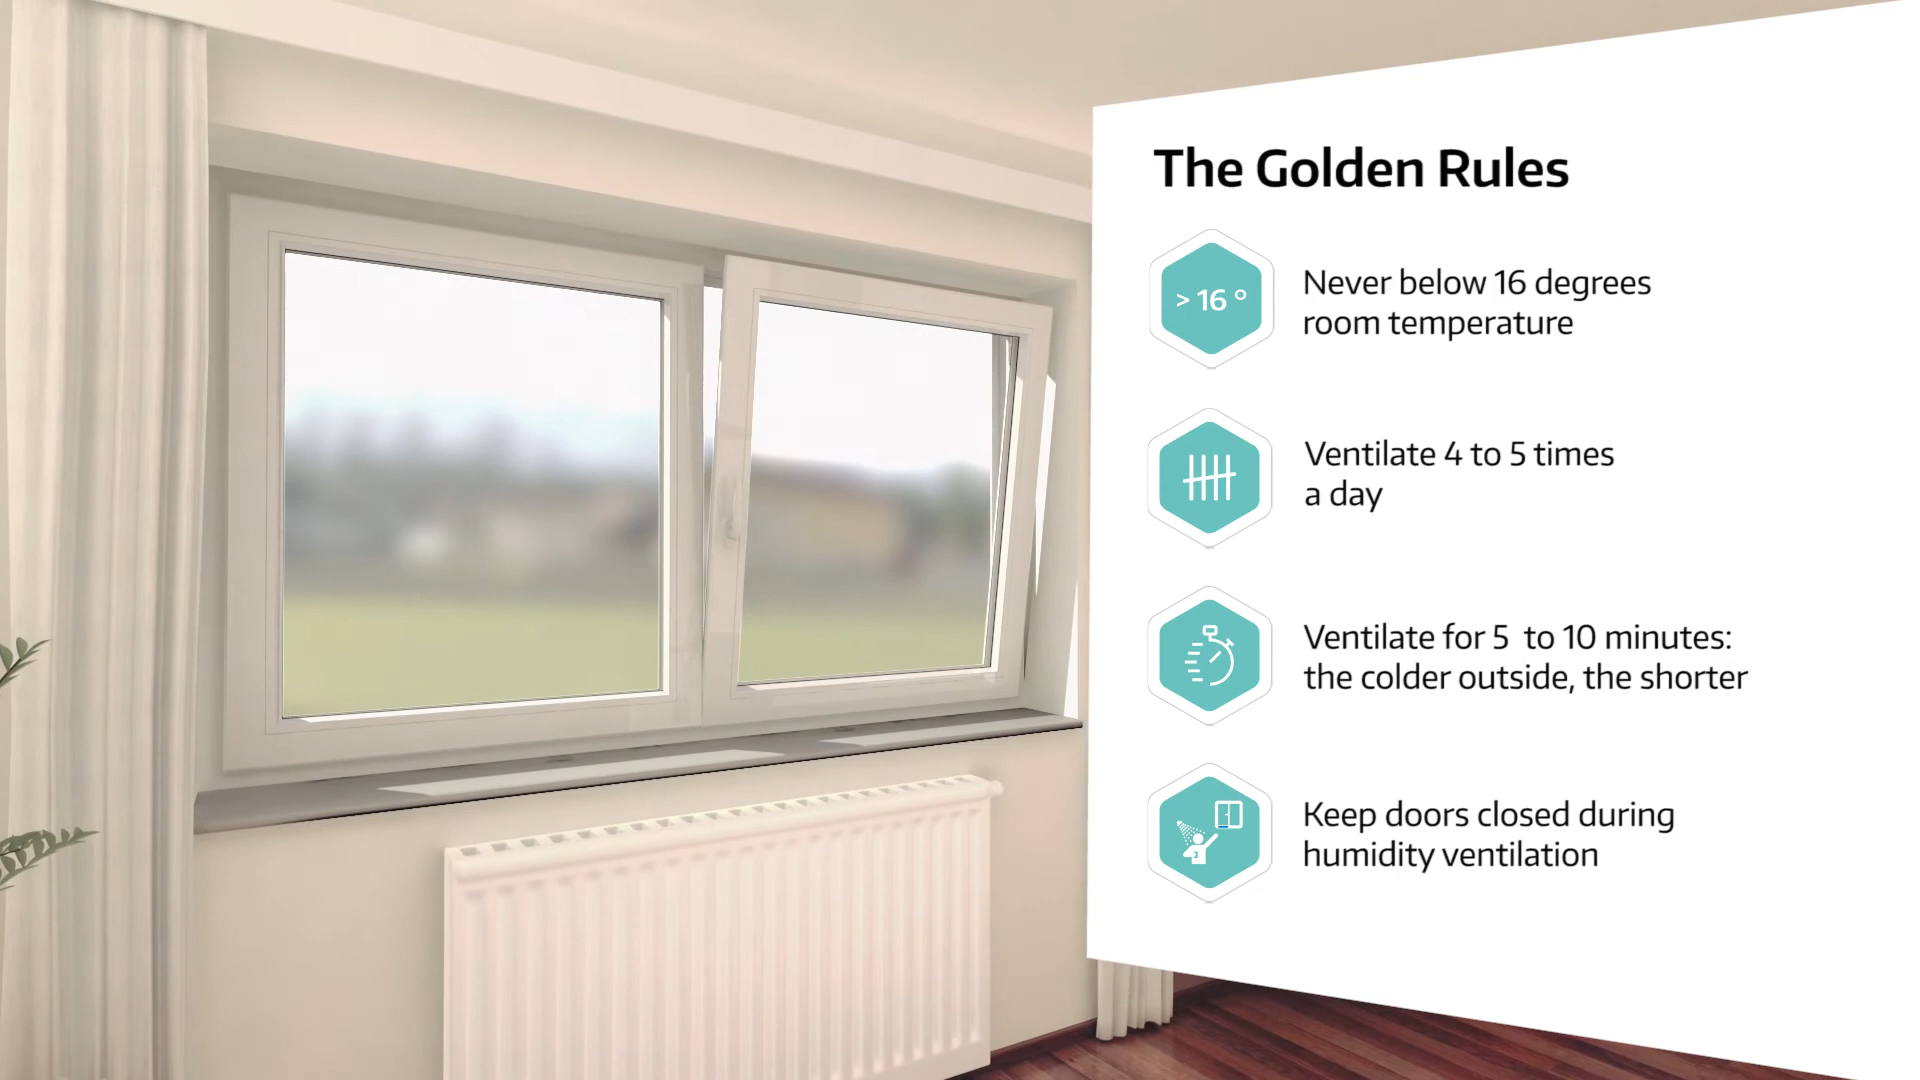 The Golden Rules
> 16 °
Never below 16 degrees
room temperature
Ventilate 4 to 5 times
a day
Ventilate for 5  to 10 minutes:
the colder outside, the shorter
Keep doors closed during
humidity ventilation